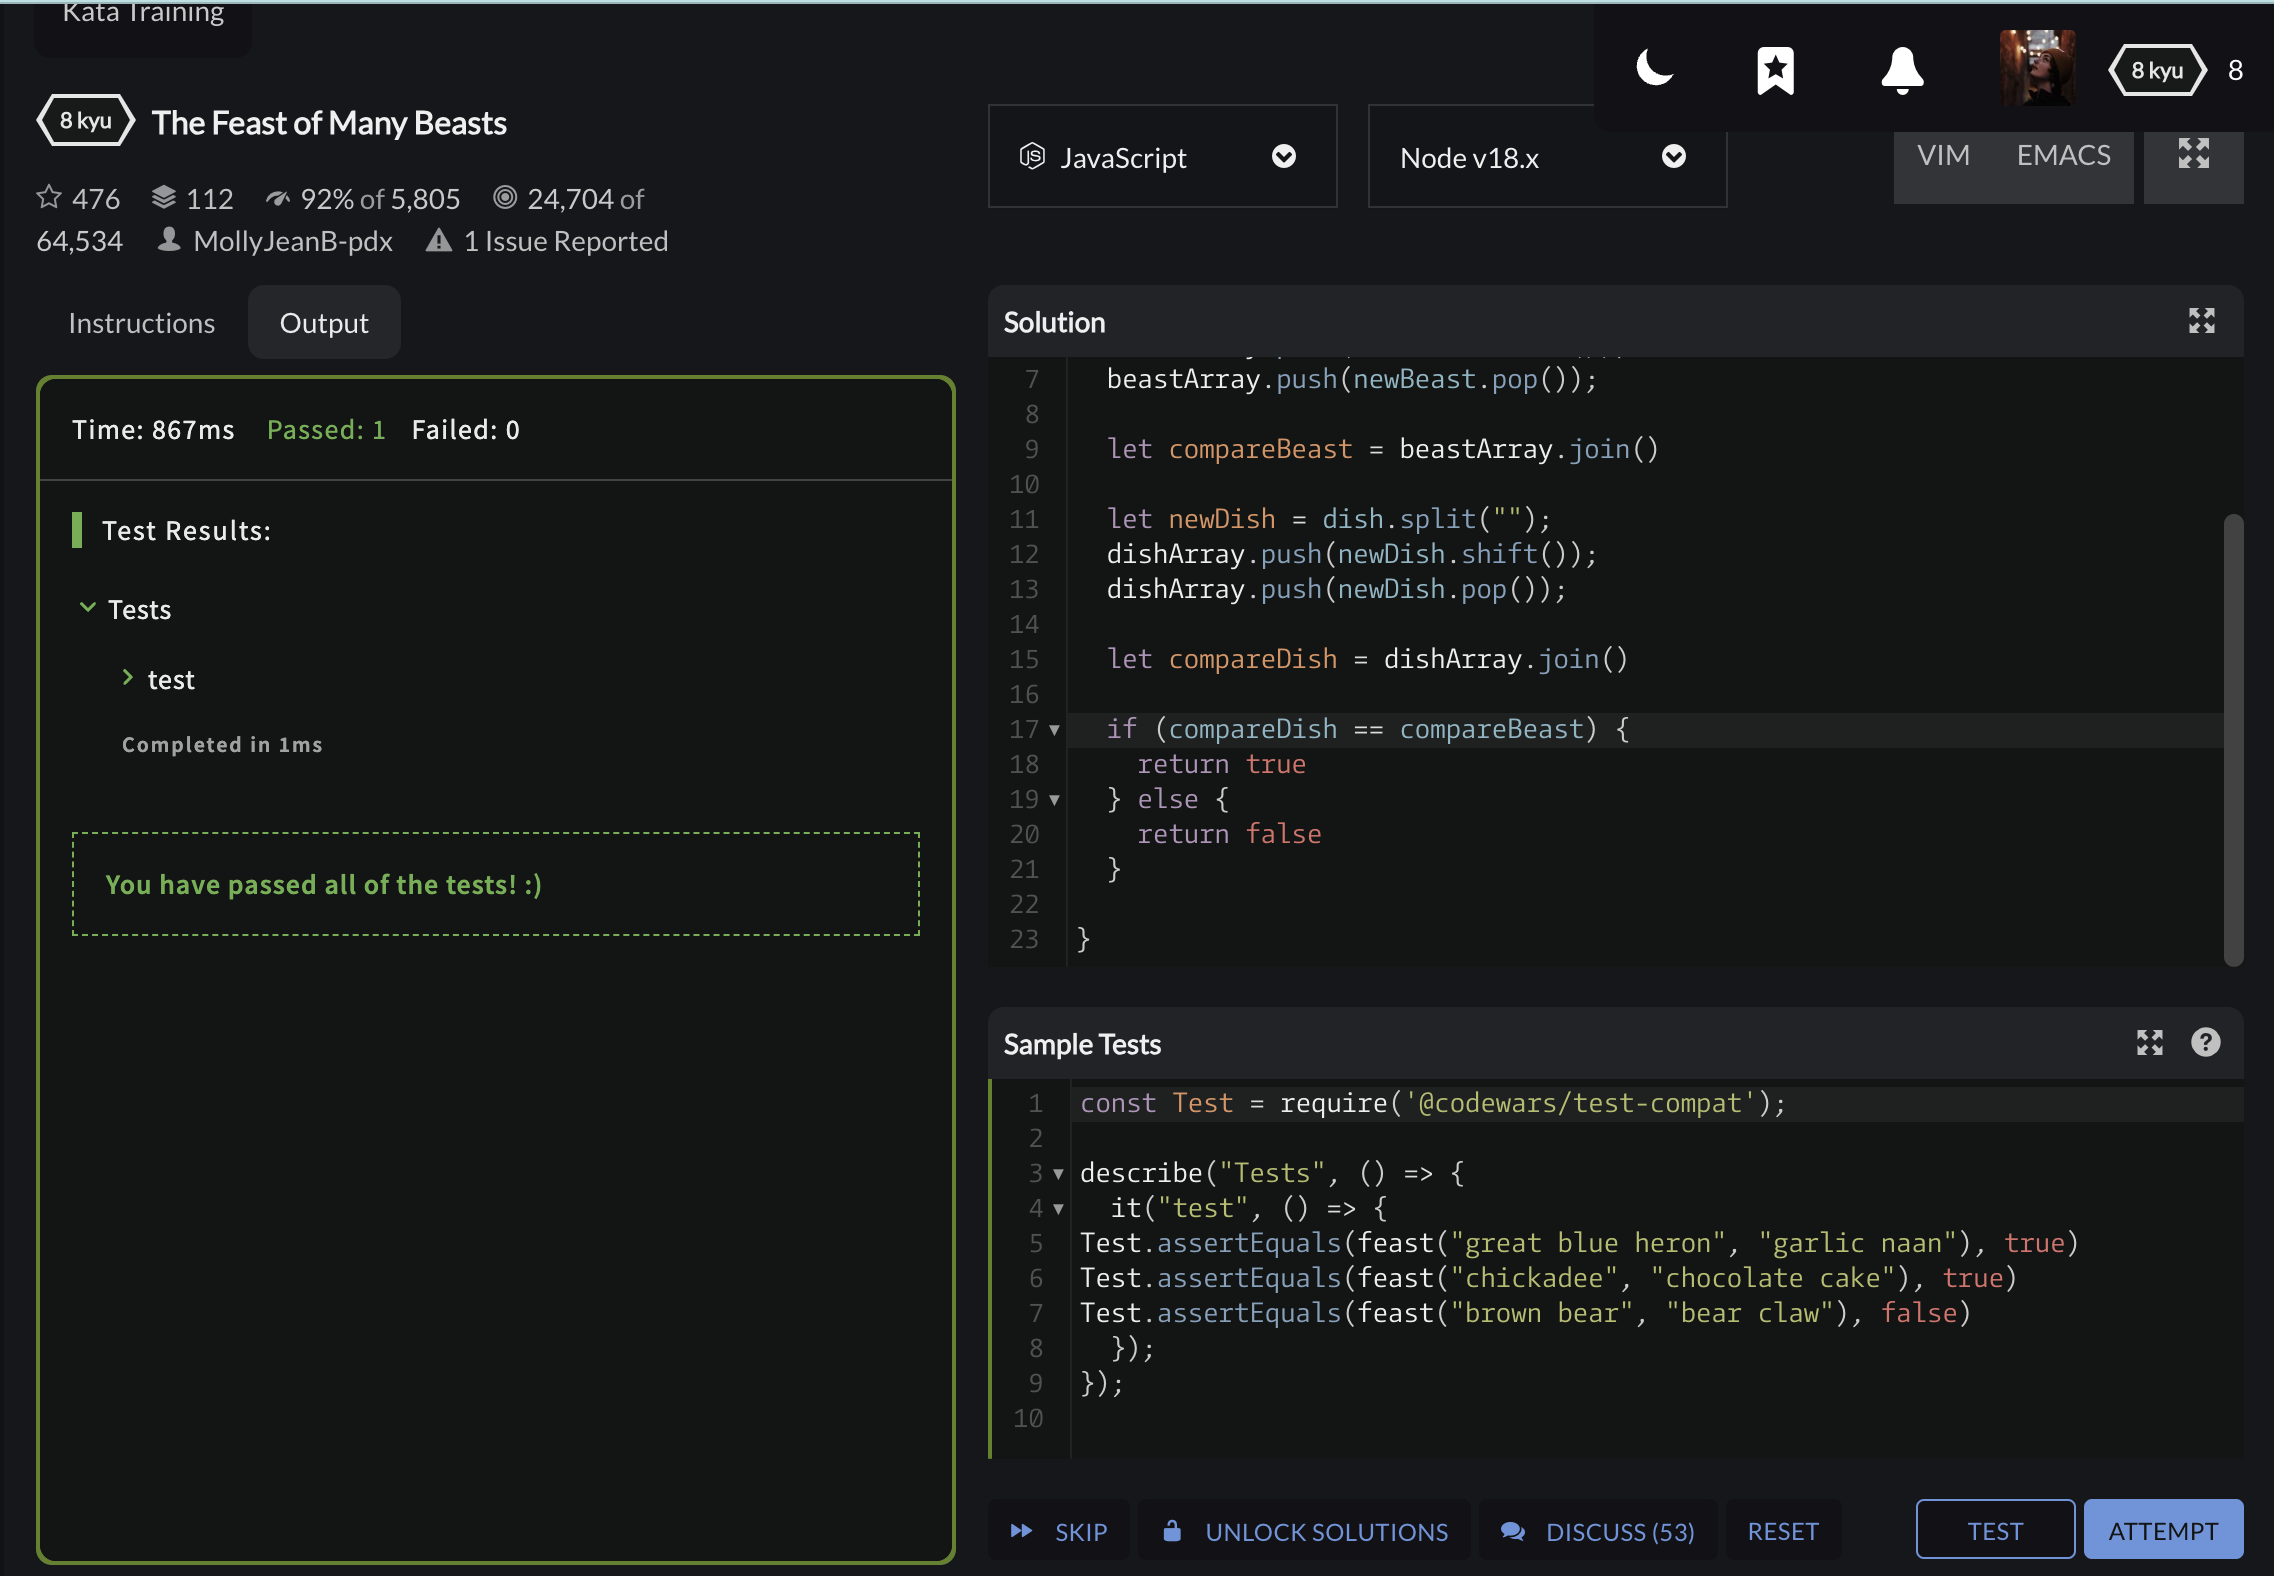 Kata Training
8 kyu
8
8 kyu The Feast of Many Beasts
476 112 92% of 5,805 24,704 of
64,534 MollyJeanB-pdx 1 Issue Reported
JavaScript
Node v18.x
VIM EMACS
Instructions Output
Time: 867ms Passed: 1 Failed: 0
Test Results:
Tests
test
Completed in 1ms
You have passed all of the tests! :)
Solution
7 beastArray.push(newBeast.pop());
8
9 let compareBeast = beastArray.join()
10
11 let newDish = dish.split("");
12 dishArray.push(newDish.shift());
13 dishArray.push(newDish.pop());
14
15 let compareDish = dishArray.join()
16
17 if (compareDish == compareBeast) {
18 return true
19 } else {
20 return false
21 }
22
23 }
Sample Tests
1 const Test = require('@codewars/test-compat');
2
3 describe("Tests", () => {
4 it("test", () => {
5 Test.assertEquals(feast("great blue heron", "garlic naan"), true)
6 Test.assertEquals(feast("chickadee", "chocolate cake"), true)
7 Test.assertEquals(feast("brown bear", "bear claw"), false)
8 });
9 });
10
SKIP UNLOCK SOLUTIONS DISCUSS (53) RESET TEST ATTEMPT